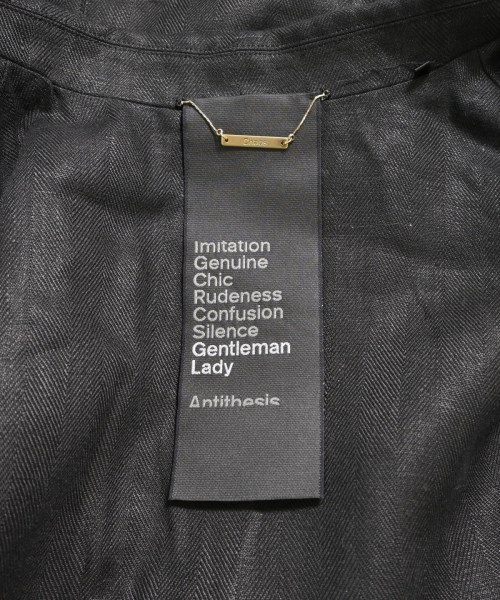 Imitation
Genuine
Chic
Rudeness
Confusion
Silence
Gentleman
Lady
Antithesis